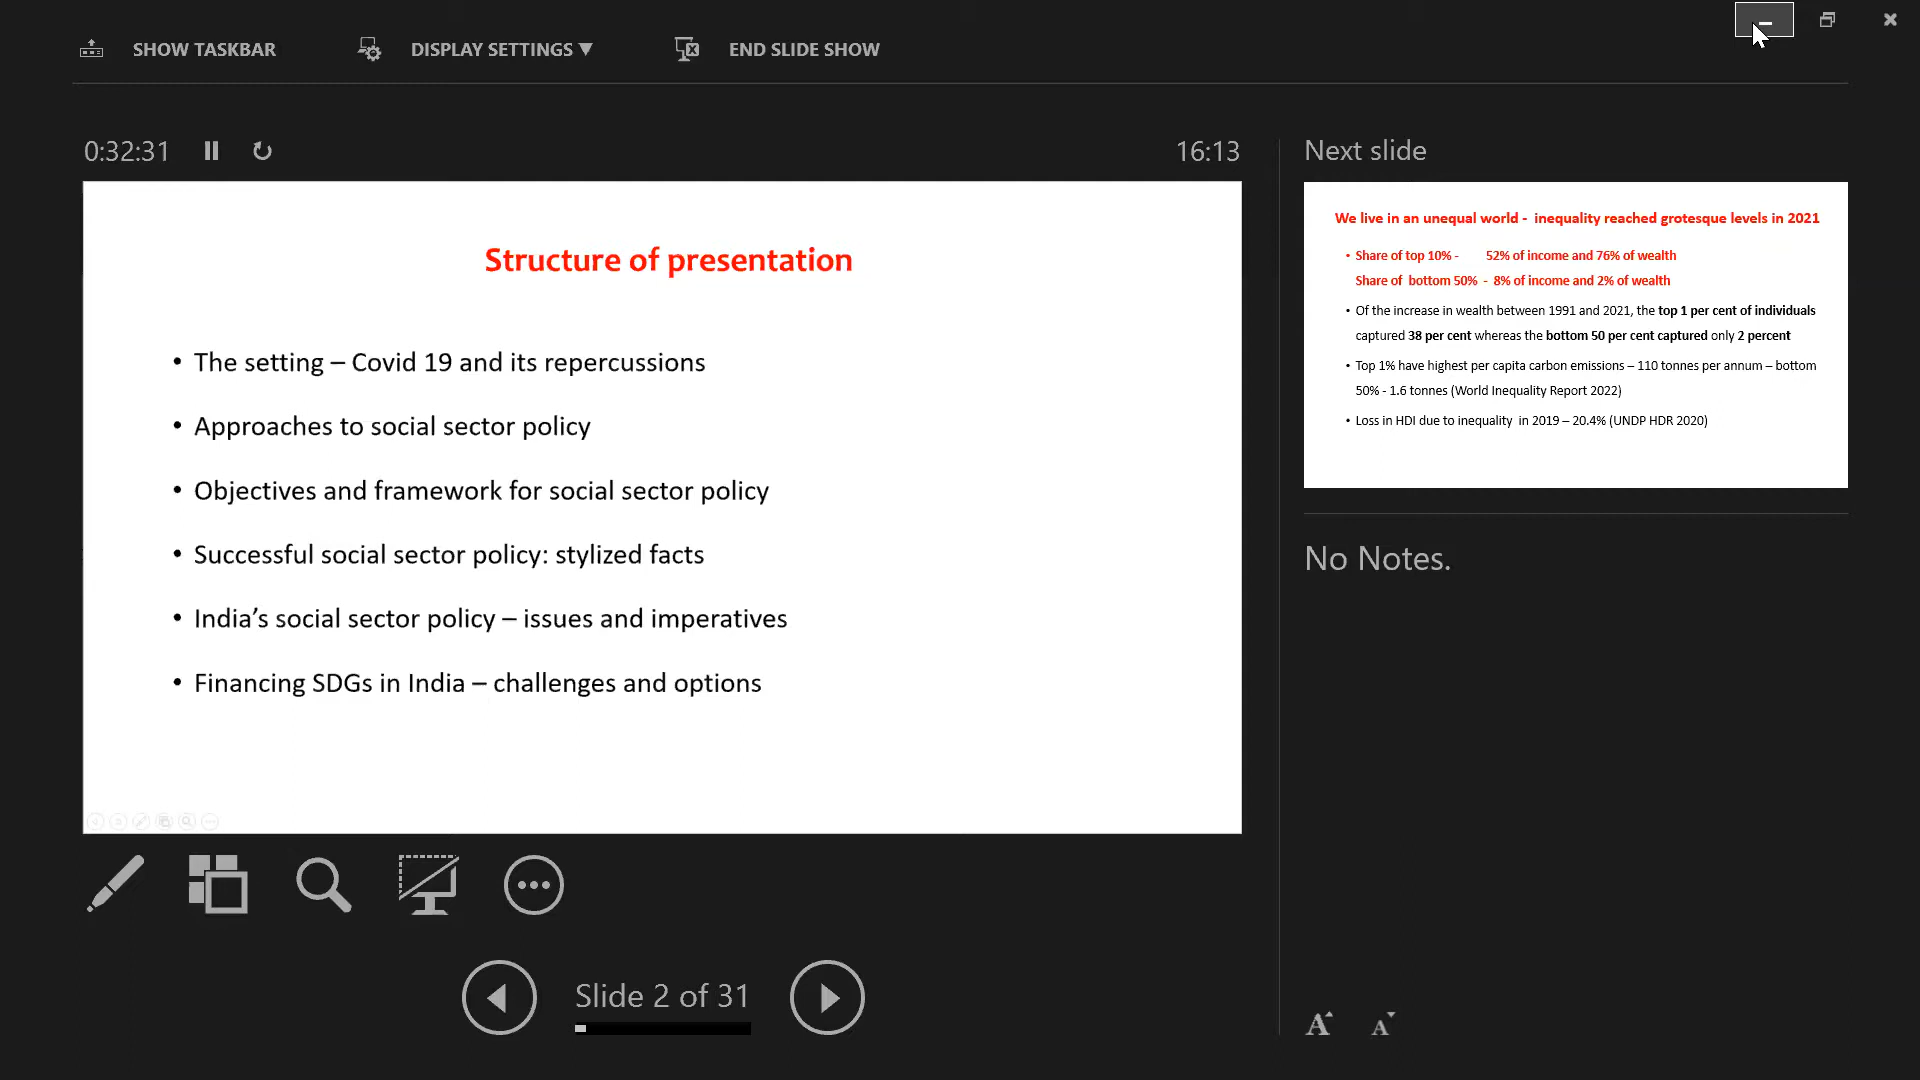 SHOW TASKBAR
DISPLAY SETTINGS ▼
END SLIDE SHOW
0:32:31
16:13
Structure of presentation
• The setting – Covid 19 and its repercussions
• Approaches to social sector policy
• Objectives and framework for social sector policy
• Successful social sector policy: stylized facts
• India’s social sector policy – issues and imperatives
• Financing SDGs in India – challenges and options
Slide 2 of 31
Next slide
We live in an unequal world - inequality reached grotesque levels in 2021
• Share of top 10% - 52% of income and 76% of wealth
Share of bottom 50% - 8% of income and 2% of wealth
• Of the increase in wealth between 1991 and 2021, the top 1 per cent of individuals
captured 38 per cent whereas the bottom 50 per cent captured only 2 percent
• Top 1% have highest per capita carbon emissions – 110 tonnes per annum – bottom
50% - 1.6 tonnes (World Inequality Report 2022)
• Loss in HDI due to inequality in 2019 – 20.4% (UNDP HDR 2020)
No Notes.
A A